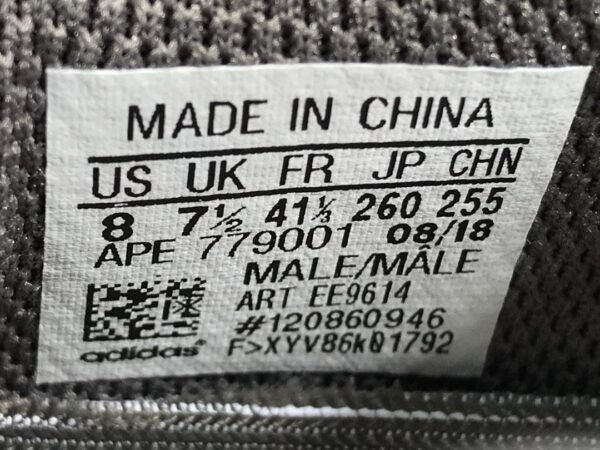 MADE IN CHINA
US UK FR JP CHN
8 7½ 41⅓ 260 255
APE 779001 08/18
MALE/MÂLE
ART EE9614
#120860946
adidas® F>XYV86k01792